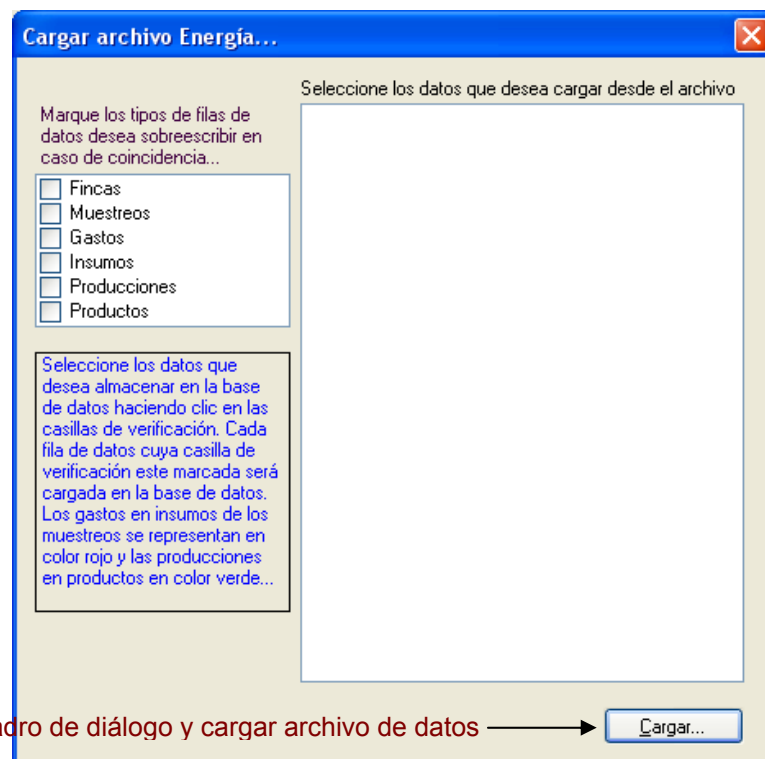 Cargar archivo Energía...
Seleccione los datos que desea cargar desde el archivo
Marque los tipos de filas de
datos desea sobreescribir en
caso de coincidencia...
Fincas
Muestreos
Gastos
Insumos
Producciones
Productos
Seleccione los datos que
desea almacenar en la base
de datos haciendo clic en las
casillas de verificación. Cada
fila de datos cuya casilla de
verificación este marcada será
cargada en la base de datos.
Los gastos en insumos de los
muestreos se representan en
color rojo y las producciones
en productos en color verde...
de diálogo y cargar archivo de datos
Cargar...